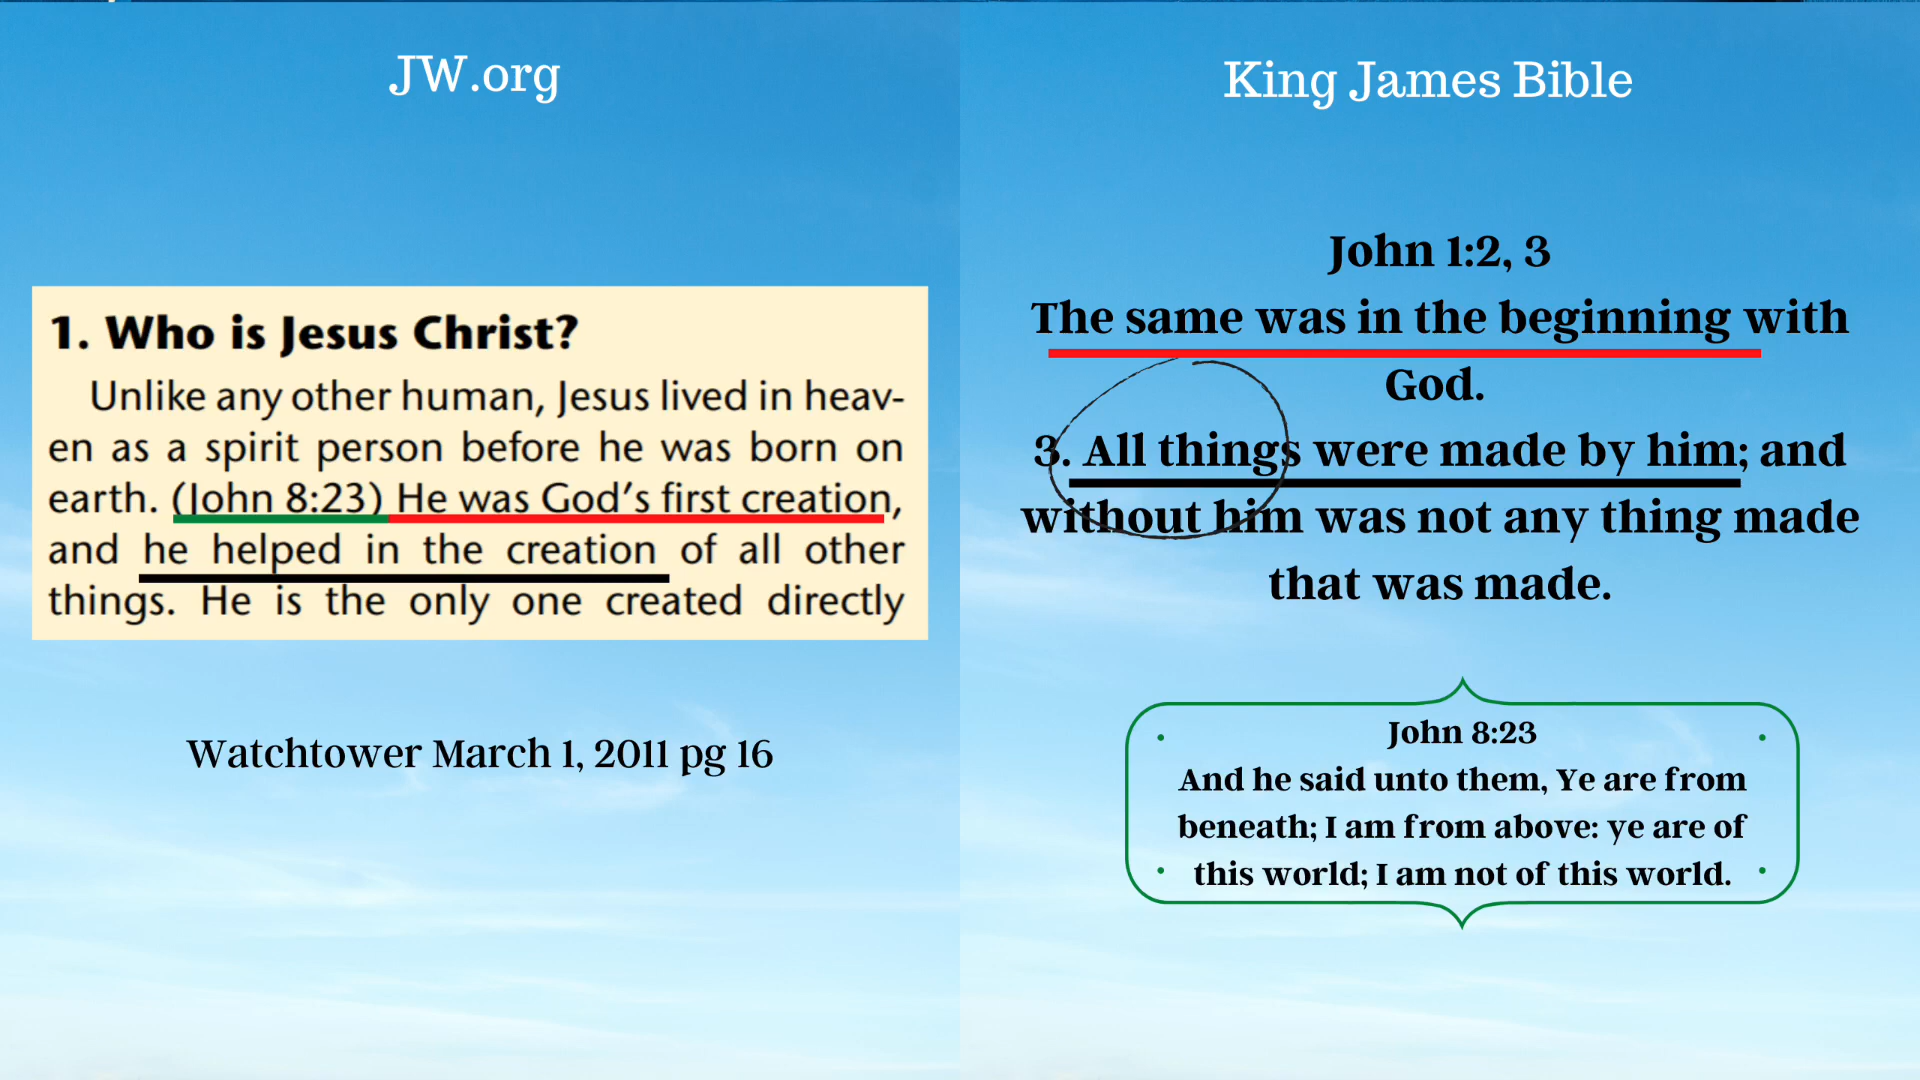 JW.org
1. Who is Jesus Christ?
Unlike any other human, Jesus lived in heav-
en as a spirit person before he was born on
earth. (John 8:23) He was God's first creation,
and he helped in the creation of all other
things. He is the only one created directly
Watchtower March 1, 2011 pg 16
King James Bible
John 1:2, 3
The same was in the beginning with
God.
3. All things were made by him; and
without him was not any thing made
that was made.
John 8:23
And he said unto them, Ye are from
beneath; I am from above: ye are of
this world; I am not of this world.